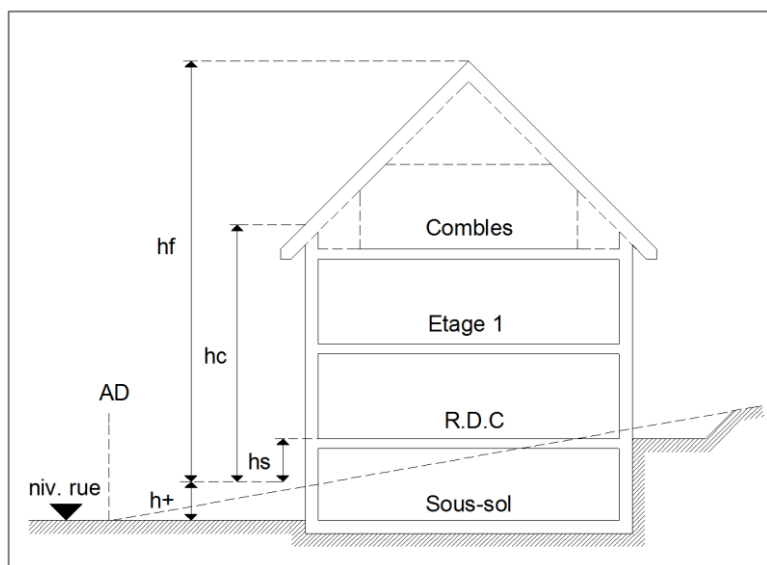 hf
Combles
hc
Etage 1
AD
R.D.C
hs
niv. rue
h+
Sous-sol